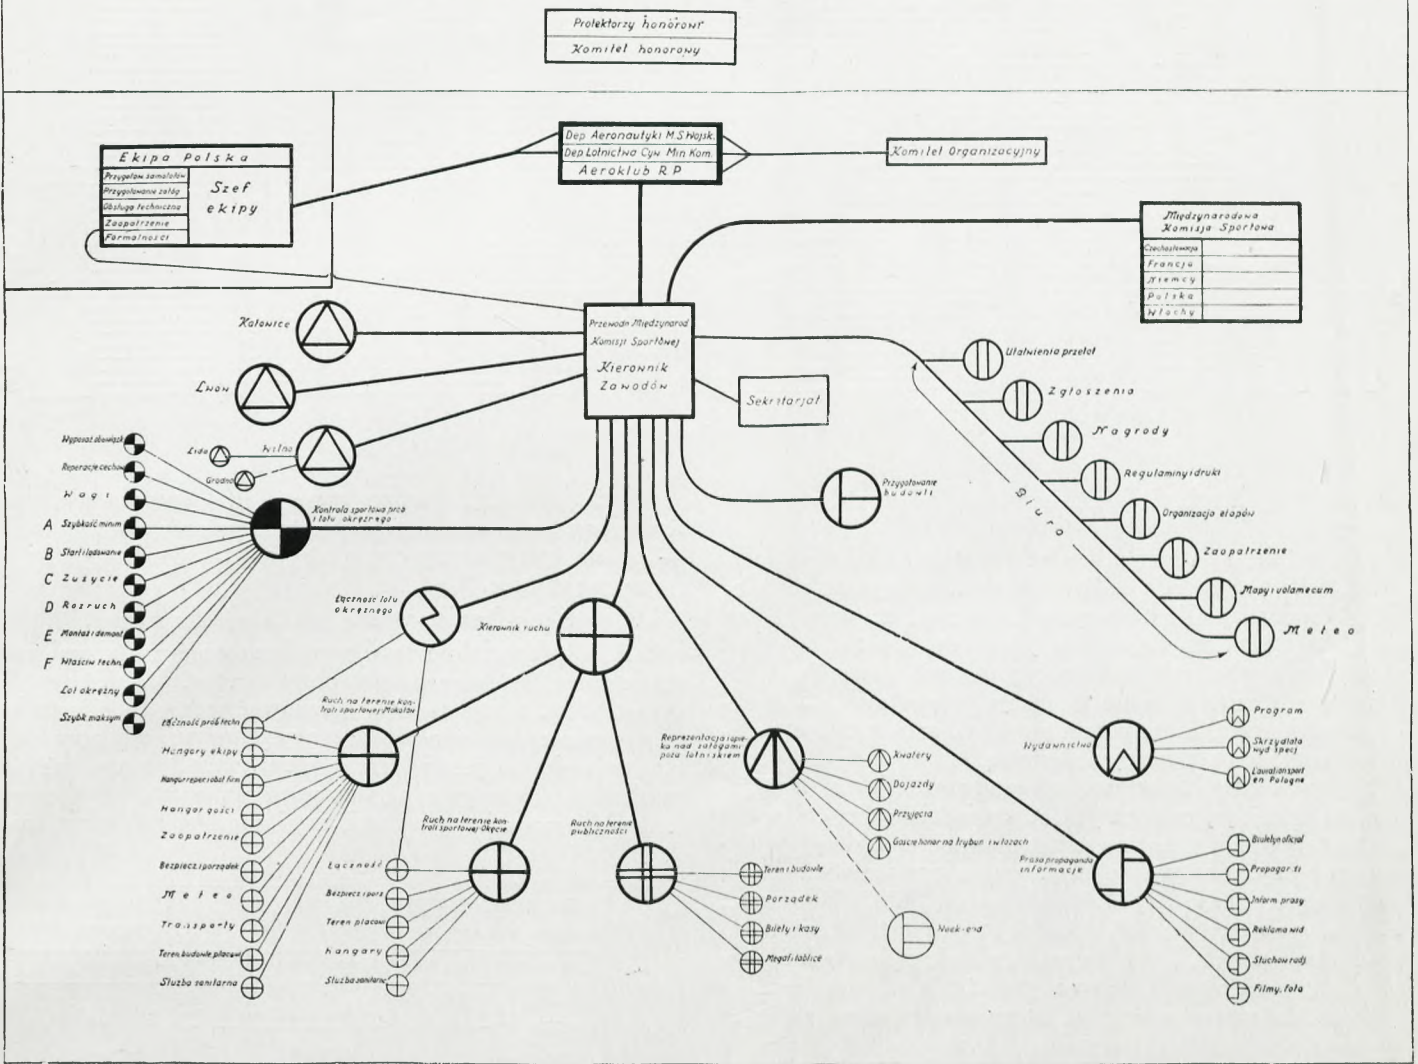 Protektorzy honorowi
Komitet honorowy
Dep Aeronautyki M.S Wojsk.
Dep Lotnictwa Cyw Min Kom.
Aeroklub R P
Komitet Organizacyjny
Ekipa Polska
Przygotow samolotów
Przygotowanie załóg
Obsługa techniczna
Zaopatrzenie
Formalności
Szef
ekipy
Międzynarodowa
Komisja Sportowa
Czechosłowacja
Francja
Niemcy
Polska
Włochy
Przewodn Międzynarod
Komisji Sportowej
Kierownik
Zawodów
Sekretarjat
Katowice
Lwów
Wilno
Lida
Grodno
Ułatwienia przelot
Zgłoszenia
Nagrody
Regulaminy i druki
Organizacja etapów
Zaopatrzenie
Mapy i vademecum
Meteo
Biura
Przygotowanie
budowli
Kontrola sportowa prób
i lotu okrężnego
Wyposaż obowiązk
Reperacje cechow
Wagi
A Szybkość minim
B Start i lądowanie
C Zużycie
D Rozruch
E Montaż i demont
F Właściw techn.
Lot okrężny
Szybk maksym
Łączność lotu
okrężnego
Kierownik ruchu
Ruch na terenie kon-
troli sportowej-Mokotów
Łączność prób techn
Hangary ekipy
Hangar reper i obsł firm
Hangar gości
Zaopatrzenie
Bezpiecz i porządek
Meteo
Transporty
Teren budowle placow
Służba sanitarna
Ruch na terenie kon-
troli sportowej-Okęcie
Łączność
Bezpiecz i porz
Teren placow
Hangary
Służba sanitar
Ruch na terenie
publiczności
Teren i budowle
Porządek
Bilety i kasy
Megaf i tablice
Reprezentacja i opie-
ka nad załogami
poza lotniskiem
Kwatery
Dojazdy
Przyjęcia
Goście honor na trybun i w lożach
Week-end
Wydawnictwa
Program
Skrzydlata
wyd specj
L'aviation sport
en Pologne
Prasa propaganda
informacje
Biuletyn oficjal
Propagan
Inform prasy
Reklama wid
Słuchow radj.
Filmy, foto